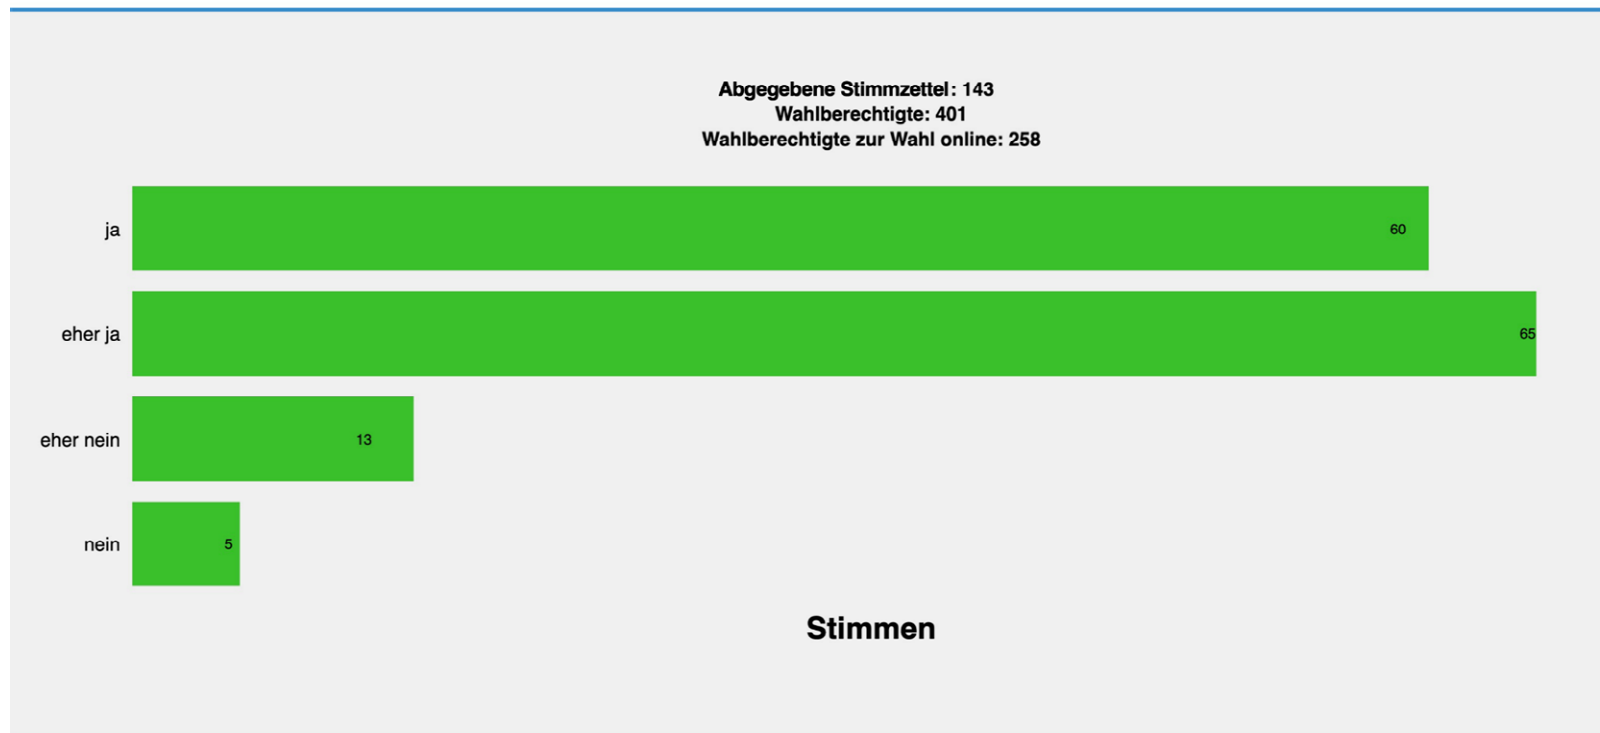 Abgegebene Stimmzettel: 143
Wahlberechtigte: 401
Wahlberechtigte zur Wahl online: 258
ja 60
eher ja 65
eher nein 13
nein 5
Stimmen